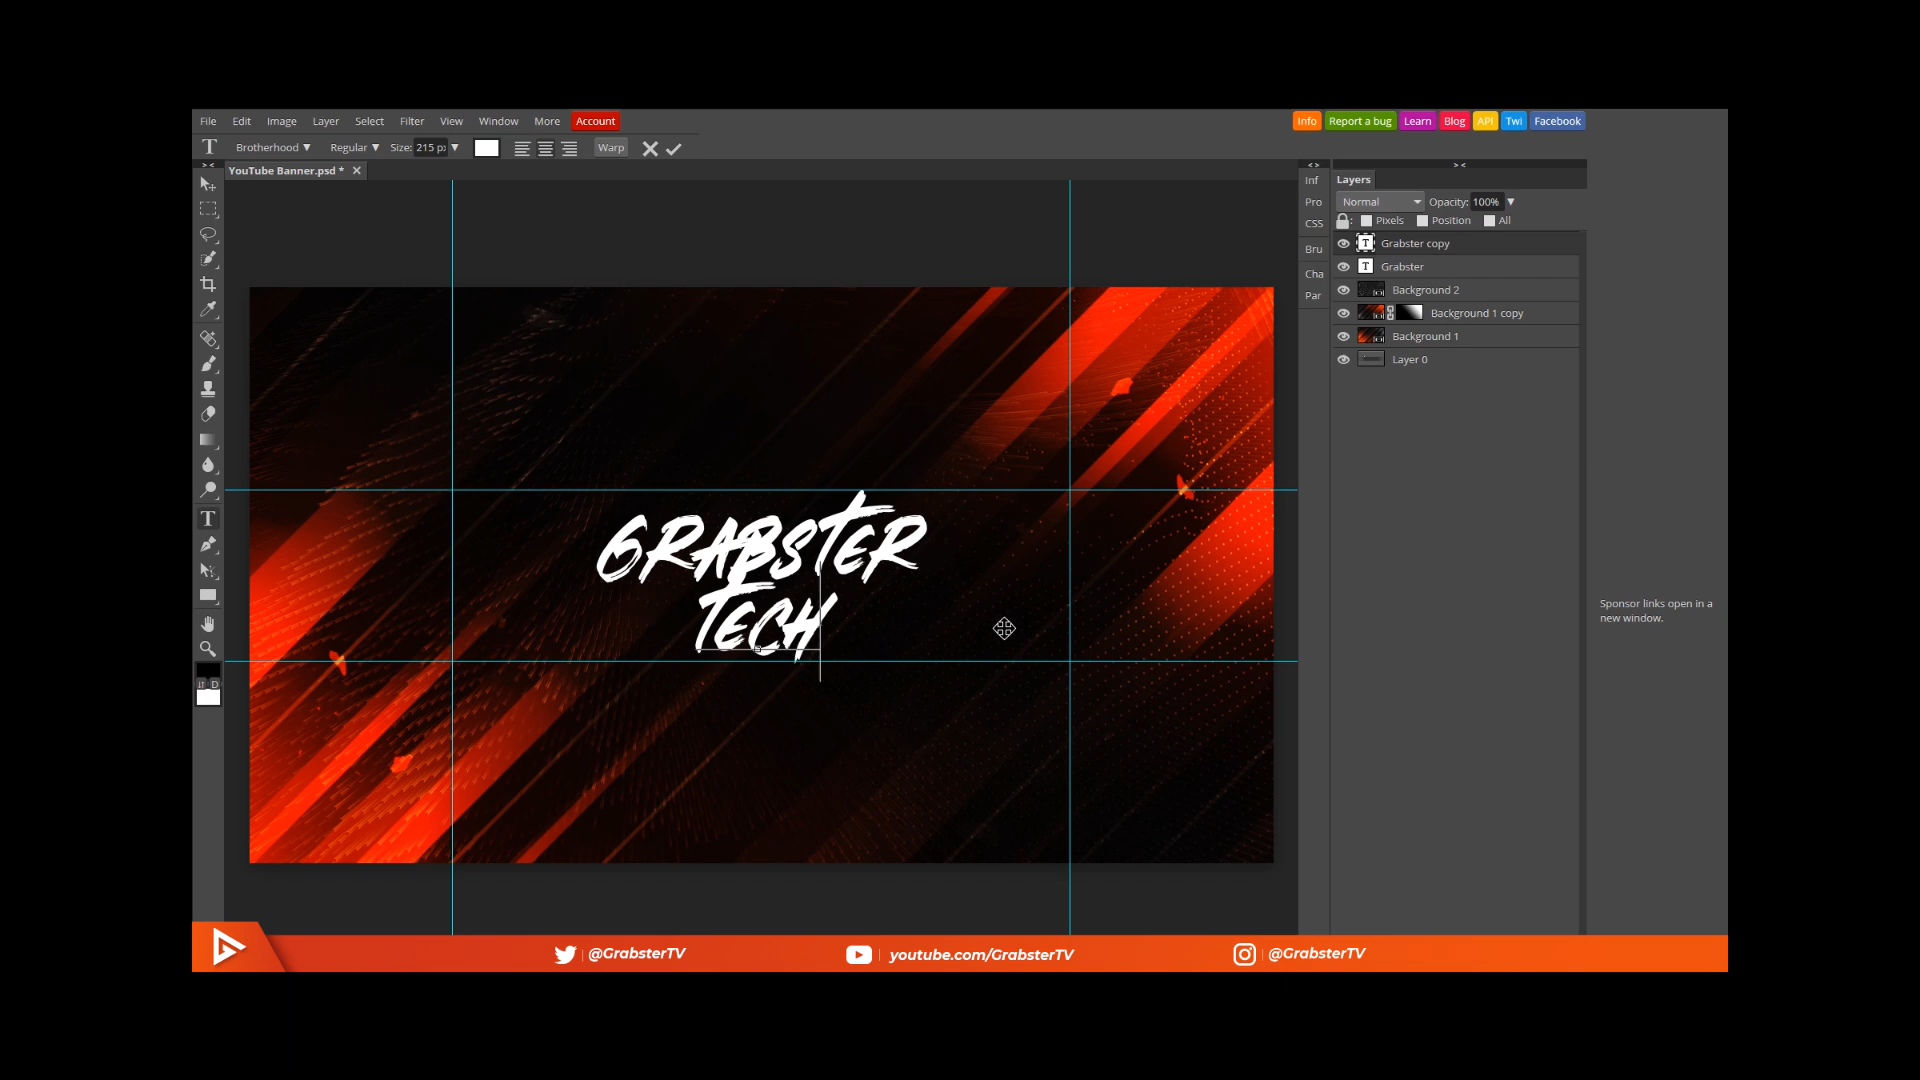 File Edit Image Layer Select Filter View Window More Account Info Report a bug Learn Blog API Twi Facebook
T Brotherhood Regular Size: 215 px Warp
YouTube Banner.psd *
Inf
Pro
CSS
Bru
Cha
Par
Layers
Normal Opacity: 100%
Pixels Position All
T Grabster copy
T Grabster
Background 2
Background 1 copy
Background 1
Layer 0
T
D
GRABSTER
TECH
Sponsor links open in a
new window.
@GrabsterTV youtube.com/GrabsterTV @GrabsterTV